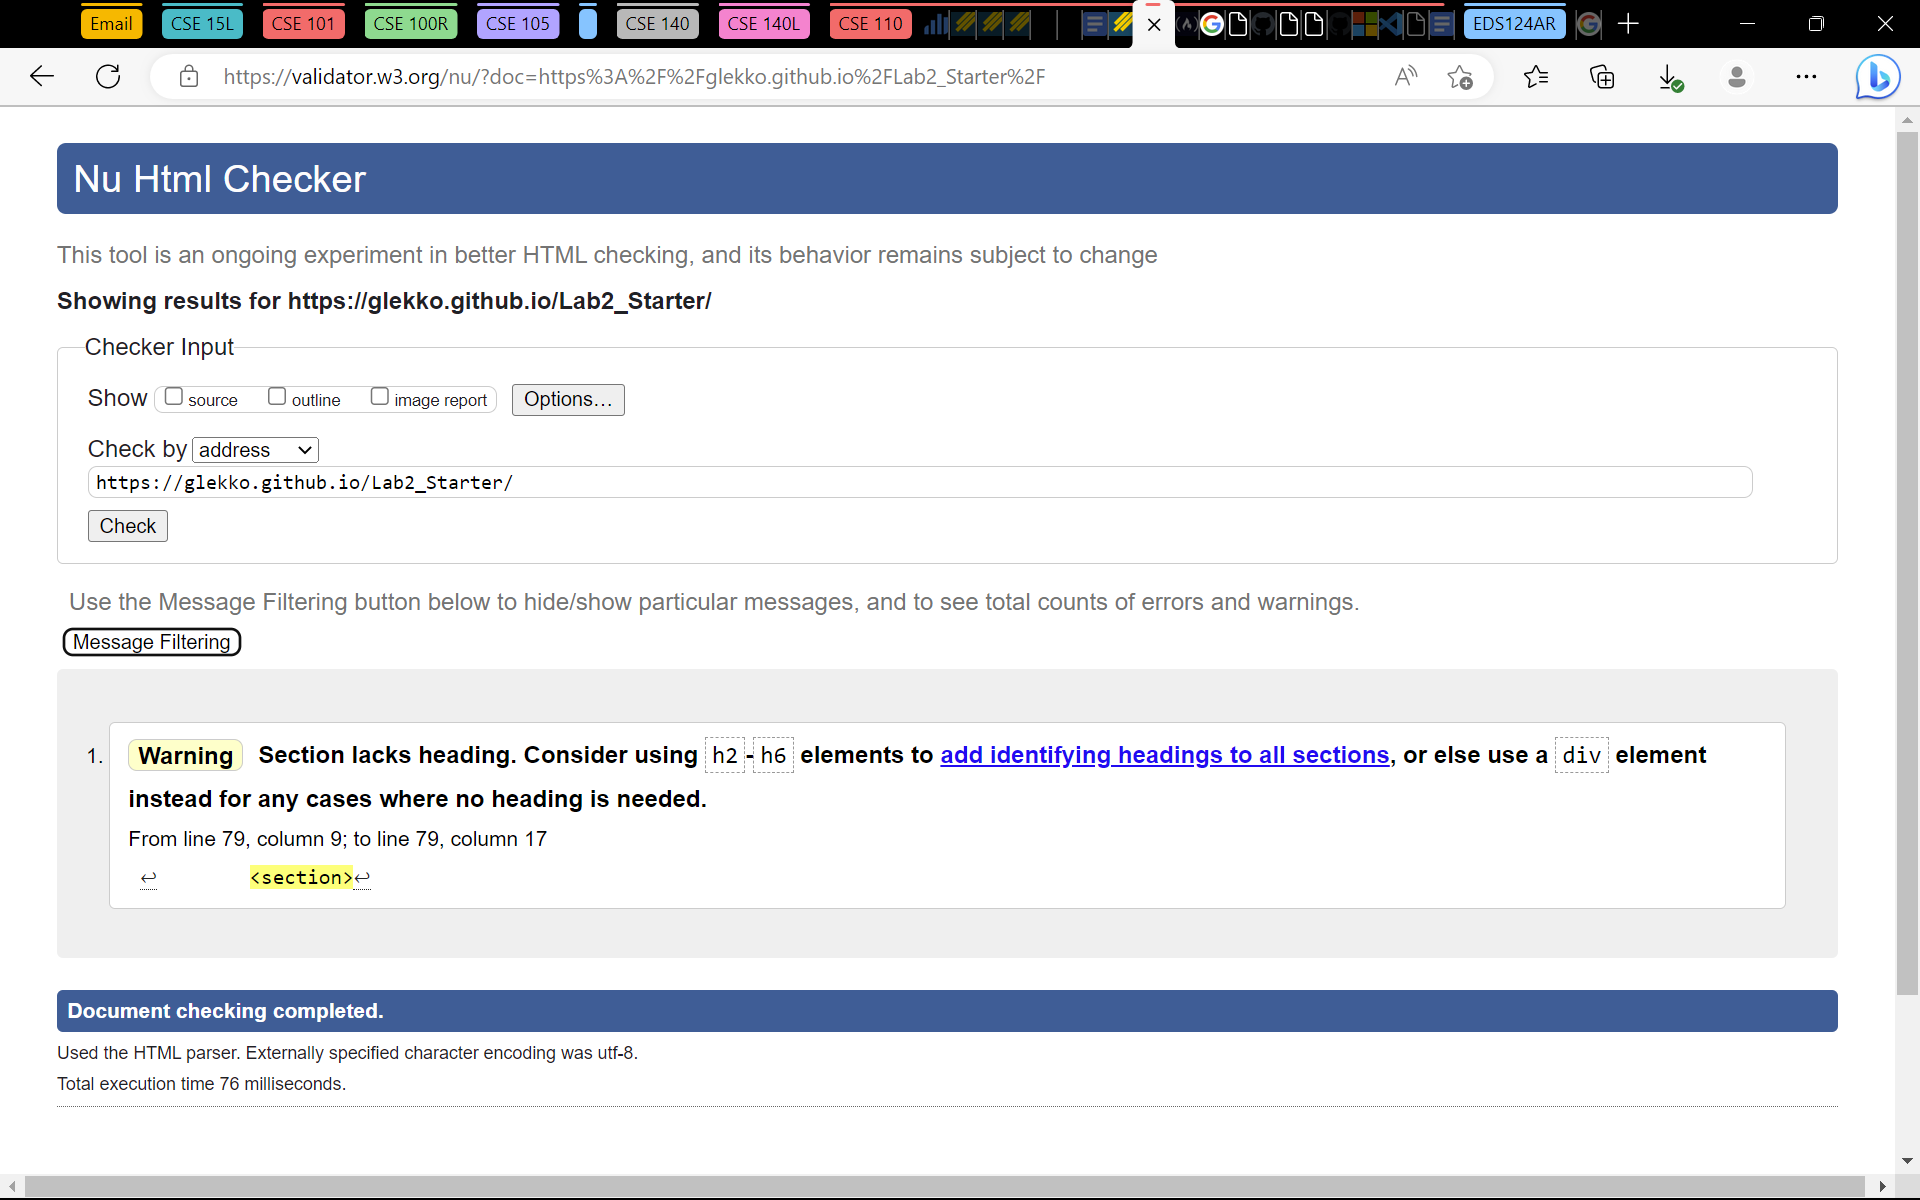 Email CSE 15L CSE 101 CSE 100R CSE 105 CSE 140 CSE 140L CSE 110 EDS124AR
https://validator.w3.org/nu/?doc=https%3A%2F%2Fglekko.github.io%2FLab2_Starter%2F
Nu Html Checker
This tool is an ongoing experiment in better HTML checking, and its behavior remains subject to change
Showing results for https://glekko.github.io/Lab2_Starter/
Checker Input
Show source outline image report Options…
Check by address
https://glekko.github.io/Lab2_Starter/
Check
Use the Message Filtering button below to hide/show particular messages, and to see total counts of errors and warnings.
Message Filtering
1. Warning Section lacks heading. Consider using h2-h6 elements to add identifying headings to all sections, or else use a div element
instead for any cases where no heading is needed.
From line 79, column 9; to line 79, column 17
↩ <section>↩
Document checking completed.
Used the HTML parser. Externally specified character encoding was utf-8.
Total execution time 76 milliseconds.